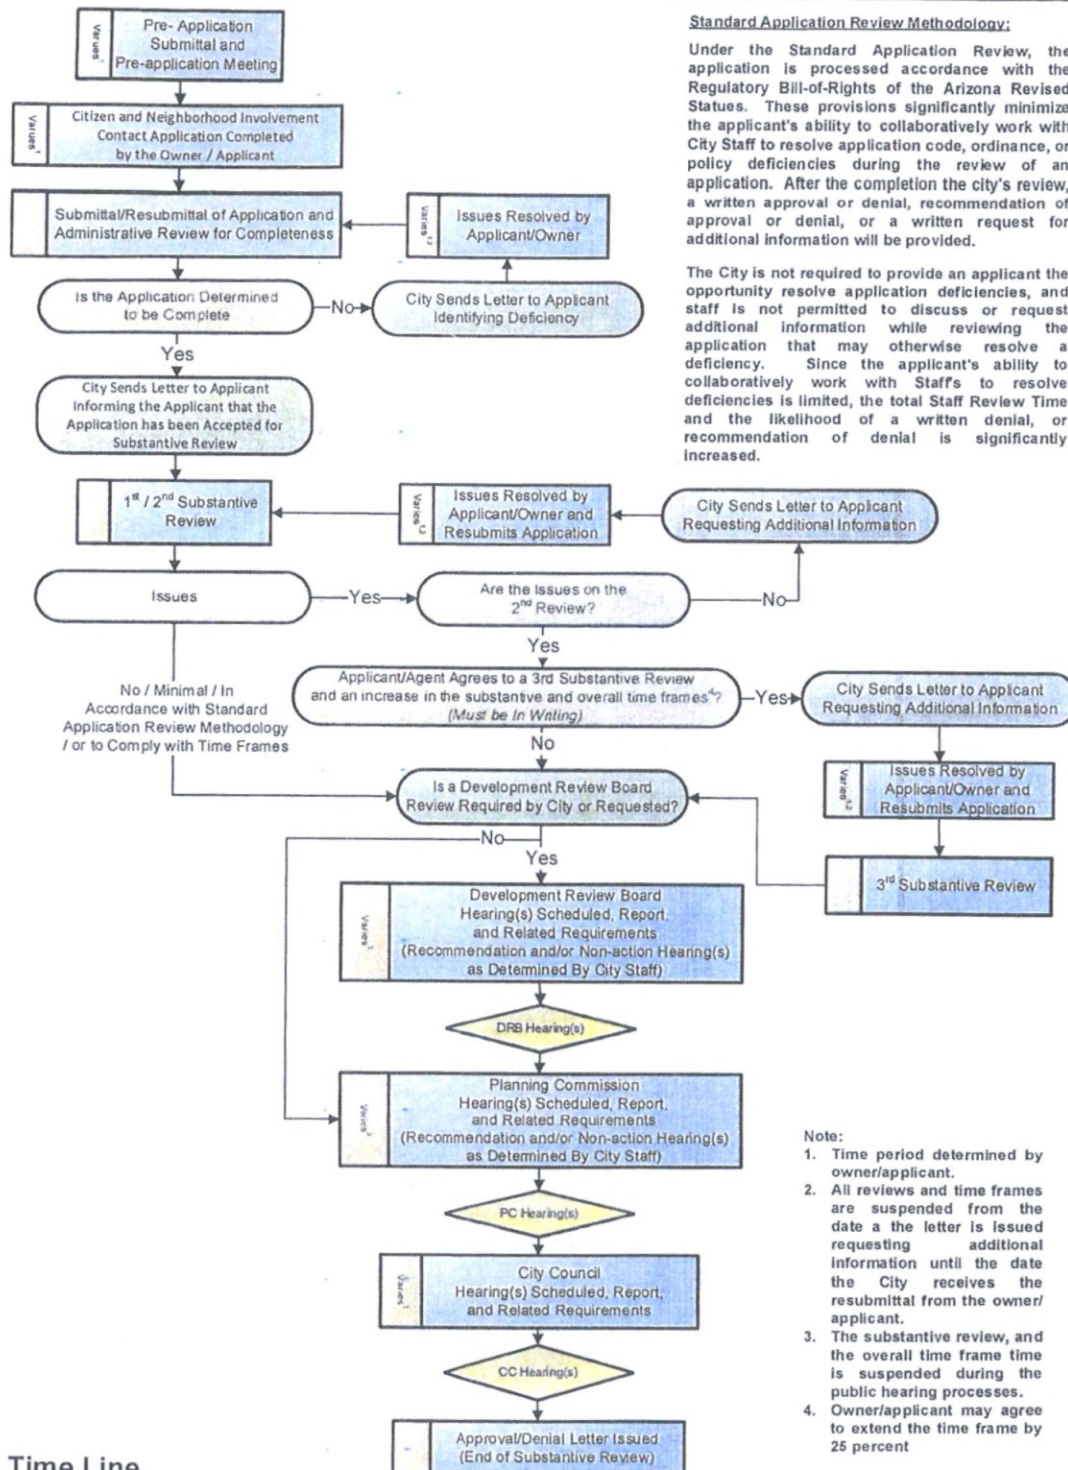 Varues¹
Pre- Application
Submittal and
Pre-application Meeting
Varues¹
Citizen and Neighborhood Involvement
Contact Application Completed
by the Owner / Applicant
Submittal/Resubmittal of Application and
Administrative Review for Completeness
Varies¹,²
Issues Resolved by
Applicant/Owner
Is the Application Determined
to be Complete
No
City Sends Letter to Applicant
Identifying Deficiency
Yes
City Sends Letter to Applicant
Informing the Applicant that the
Application has been Accepted for
Substantive Review
1st / 2nd Substantive
Review
Varies¹,²
Issues Resolved by
Applicant/Owner and
Resubmits Application
City Sends Letter to Applicant
Requesting Additional Information
Issues
Yes
Are the Issues on the
2nd Review?
No
Yes
No / Minimal / In
Accordance with Standard
Application Review Methodology
/ or to Comply with Time Frames
Applicant/Agent Agrees to a 3rd Substantive Review
and an increase in the substantive and overall time frames⁴?
(Must be In Writing)
Yes
City Sends Letter to Applicant
Requesting Additional Information
No
Varies¹,²
Issues Resolved by
Applicant/Owner and
Resubmits Application
Is a Development Review Board
Review Required by City or Requested?
No
Yes
3rd Substantive Review
Varies³
Development Review Board
Hearing(s) Scheduled, Report,
and Related Requirements
(Recommendation and/or Non-action Hearing(s)
as Determined By City Staff)
DRB Hearing(s)
Varies³
Planning Commission
Hearing(s) Scheduled, Report,
and Related Requirements
(Recommendation and/or Non-action Hearing(s)
as Determined By City Staff)
PC Hearing(s)
Varies³
City Council
Hearing(s) Scheduled, Report,
and Related Requirements
CC Hearing(s)
Approval/Denial Letter Issued
(End of Substantive Review)
Time Line
Standard Application Review Methodology:
Under the Standard Application Review, the
application is processed accordance with the
Regulatory Bill-of-Rights of the Arizona Revised
Statues. These provisions significantly minimize
the applicant's ability to collaboratively work with
City Staff to resolve application code, ordinance, or
policy deficiencies during the review of an
application. After the completion the city's review,
a written approval or denial, recommendation of
approval or denial, or a written request for
additional information will be provided.
The City is not required to provide an applicant the
opportunity resolve application deficiencies, and
staff is not permitted to discuss or request
additional information while reviewing the
application that may otherwise resolve a
deficiency. Since the applicant's ability to
collaboratively work with Staff's to resolve
deficiencies is limited, the total Staff Review Time
and the likelihood of a written denial, or
recommendation of denial is significantly
increased.
Note:
1. Time period determined by
owner/applicant.
2. All reviews and time frames
are suspended from the
date a the letter is issued
requesting additional
information until the date
the City receives the
resubmittal from the owner/
applicant.
3. The substantive review, and
the overall time frame time
is suspended during the
public hearing processes.
4. Owner/applicant may agree
to extend the time frame by
25 percent